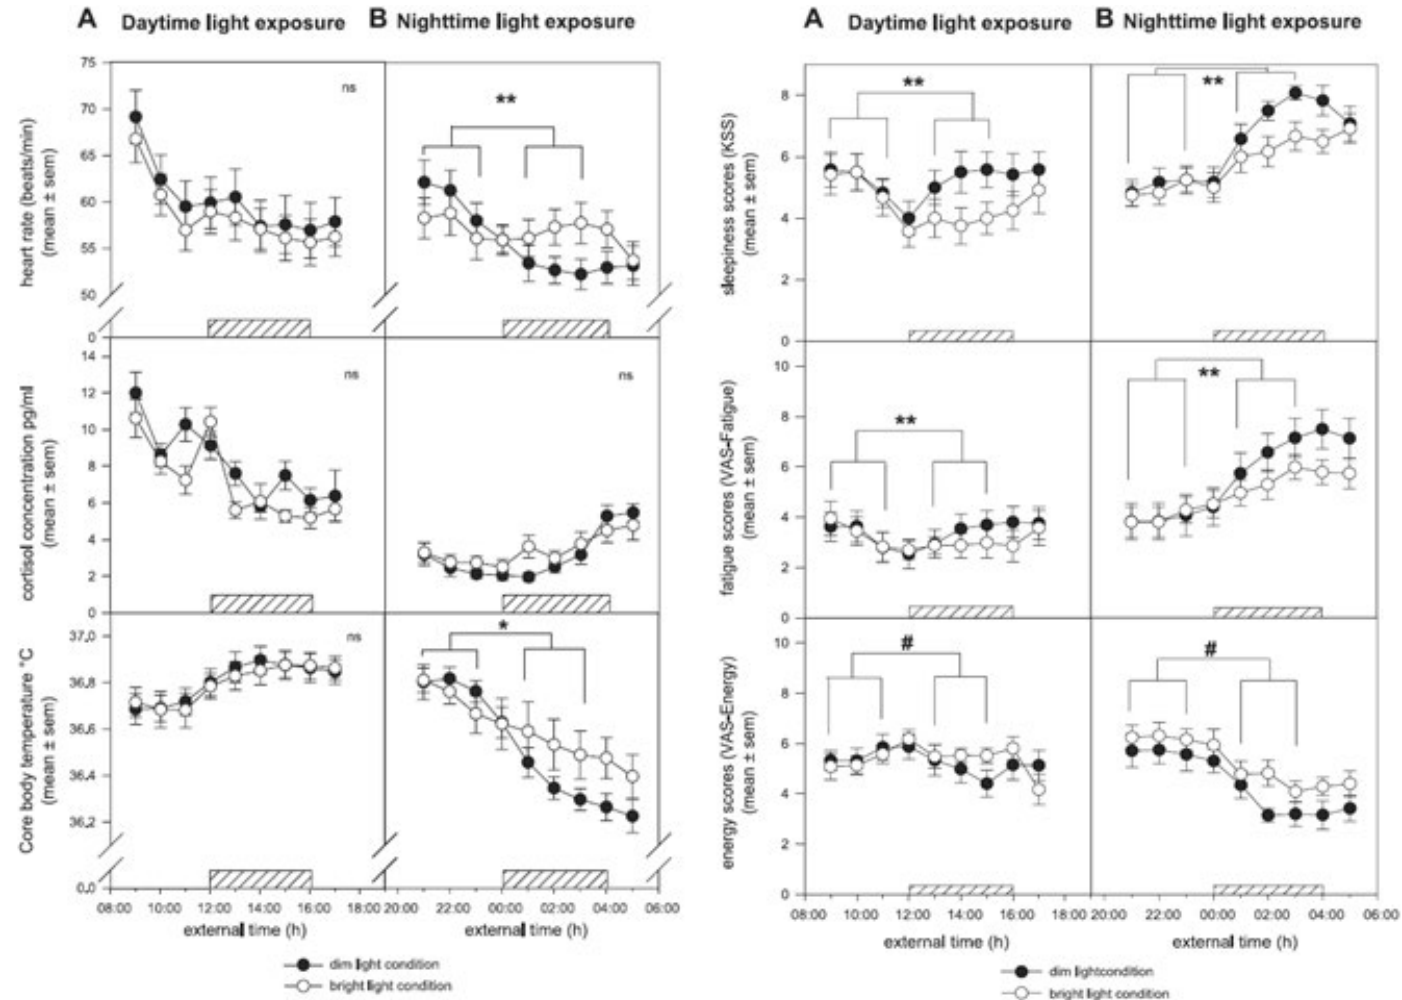 A Daytime light exposure B Nighttime light exposure
heart rate (beats/min)
(mean ± sem)
75
70
65
60
55
50
0
ns
**
cortisol concentration pg/ml
(mean ± sem)
14
12
10
8
6
4
2
0
ns
ns
Core body temperature °C
(mean ± sem)
37,0
36,8
36,6
36,4
36,2
0,0
ns
*
08:00 10:00 12:00 14:00 16:00 18:00 20:00 22:00 00:00 02:00 04:00 06:00
external time (h) external time (h)
dim light condition
bright light condition
A Daytime light exposure B Nighttime light exposure
sleepiness scores (KSS)
(mean ± sem)
8
6
4
2
0
**
**
fatigue scores (VAS-Fatigue)
(mean ± sem)
10
8
6
4
2
0
**
**
energy scores (VAS-Energy)
(mean ± sem)
10
8
6
4
2
0
#
#
08:00 10:00 12:00 14:00 16:00 18:00 20:00 22:00 00:00 02:00 04:00 06:00
external time (h) external time (h)
dim lightcondition
bright light condition